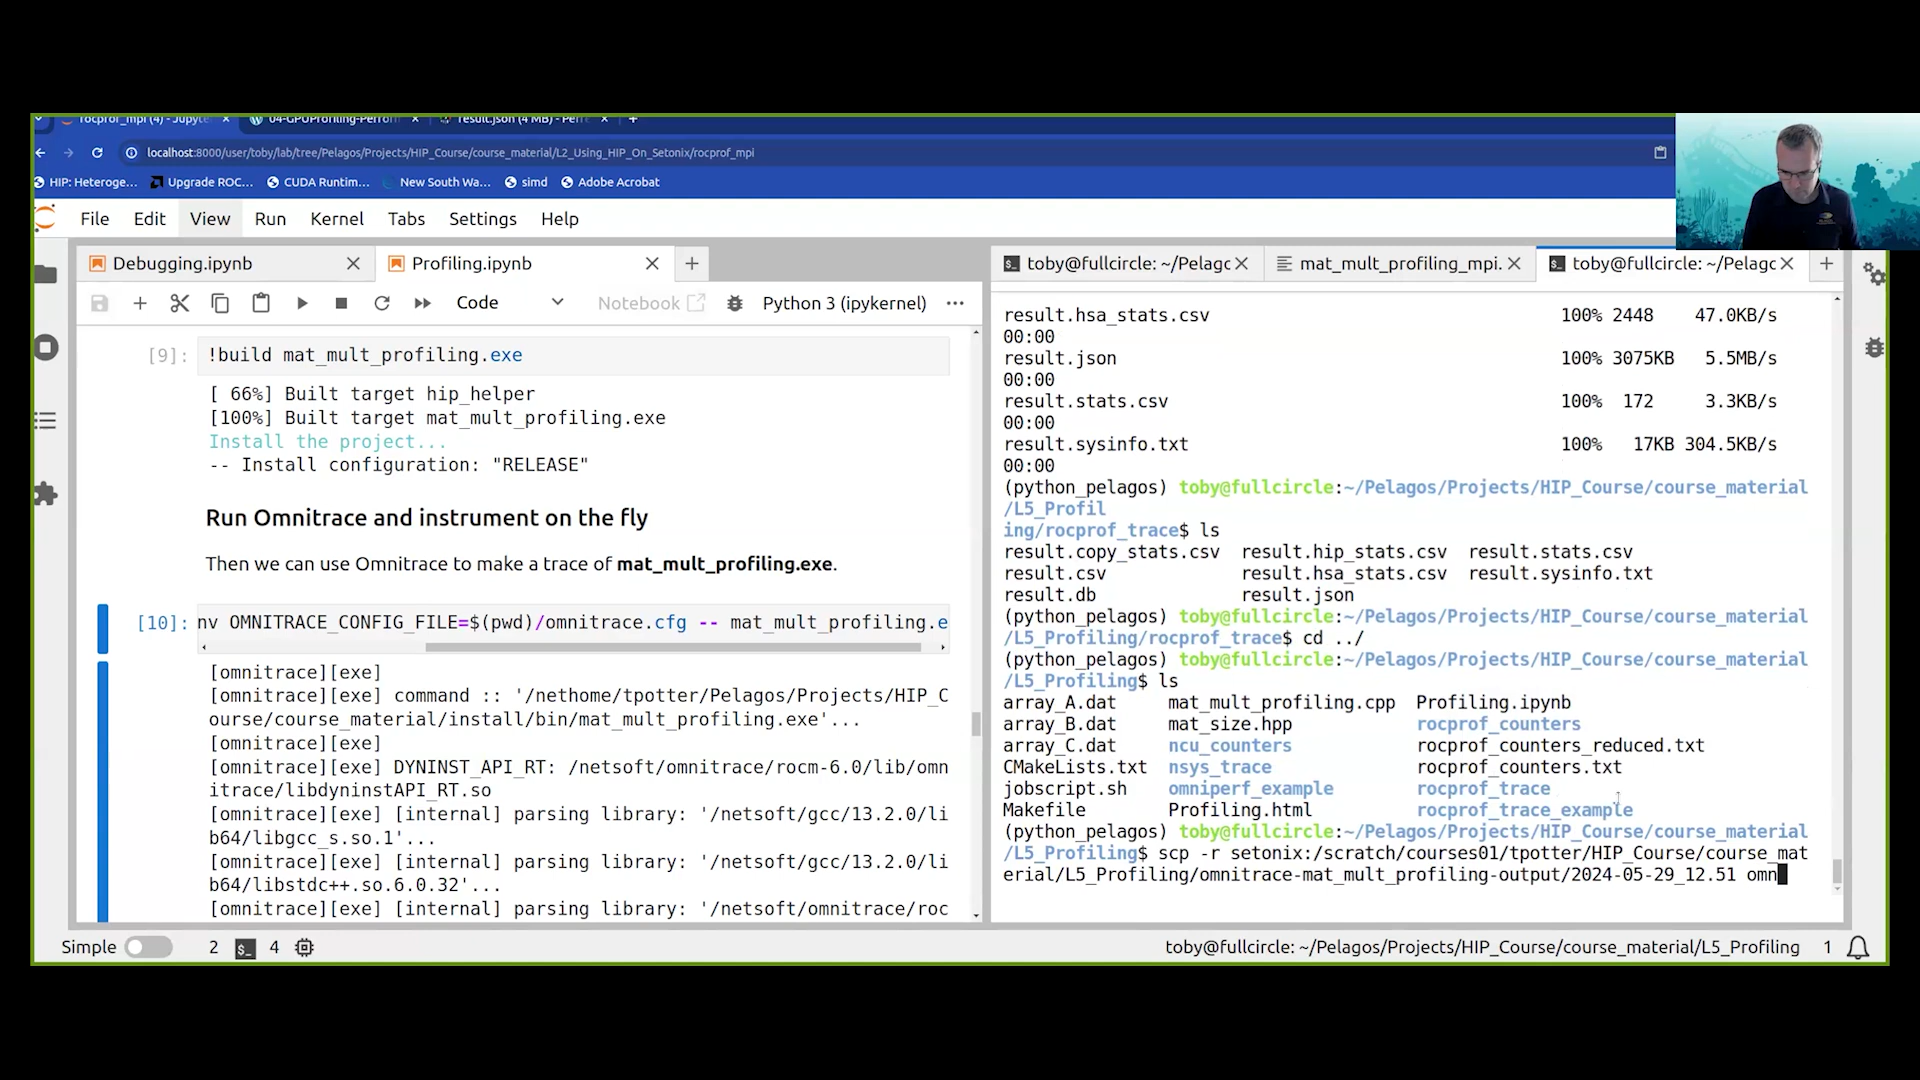 rocprof_mpi (4) - Jupyte
04-GPUProfiling-Perform
result.json (4 MB) - Perfe
localhost:8000/user/toby/lab/tree/Pelagos/Projects/HIP_Course/course_material/L2_Using_HIP_On_Setonix/rocprof_mpi
HIP: Heteroge... Upgrade ROC... CUDA Runtim... New South Wa... simd Adobe Acrobat
File Edit View Run Kernel Tabs Settings Help
Debugging.ipynb
Profiling.ipynb
Code
Notebook
Python 3 (ipykernel)
[9]: !build mat_mult_profiling.exe
[ 66%] Built target hip_helper
[100%] Built target mat_mult_profiling.exe
Install the project...
-- Install configuration: "RELEASE"
Run Omnitrace and instrument on the fly
Then we can use Omnitrace to make a trace of mat_mult_profiling.exe.
[10]: nv OMNITRACE_CONFIG_FILE=$(pwd)/omnitrace.cfg -- mat_mult_profiling.e
[omnitrace][exe]
[omnitrace][exe] command :: '/nethome/tpotter/Pelagos/Projects/HIP_C
ourse/course_material/install/bin/mat_mult_profiling.exe'...
[omnitrace][exe]
[omnitrace][exe] DYNINST_API_RT: /netsoft/omnitrace/rocm-6.0/lib/omn
itrace/libdyninstAPI_RT.so
[omnitrace][exe] [internal] parsing library: '/netsoft/gcc/13.2.0/li
b64/libgcc_s.so.1'...
[omnitrace][exe] [internal] parsing library: '/netsoft/gcc/13.2.0/li
b64/libstdc++.so.6.0.32'...
[omnitrace][exe] [internal] parsing library: '/netsoft/omnitrace/roc
toby@fullcircle: ~/Pelagc
mat_mult_profiling_mpi.
toby@fullcircle: ~/Pelagc
result.hsa_stats.csv 100% 2448 47.0KB/s
00:00
result.json 100% 3075KB 5.5MB/s
00:00
result.stats.csv 100% 172 3.3KB/s
00:00
result.sysinfo.txt 100% 17KB 304.5KB/s
00:00
(python_pelagos) toby@fullcircle:~/Pelagos/Projects/HIP_Course/course_material
/L5_Profil
ing/rocprof_trace$ ls
result.copy_stats.csv result.hip_stats.csv result.stats.csv
result.csv result.hsa_stats.csv result.sysinfo.txt
result.db result.json
(python_pelagos) toby@fullcircle:~/Pelagos/Projects/HIP_Course/course_material
/L5_Profiling/rocprof_trace$ cd ../
(python_pelagos) toby@fullcircle:~/Pelagos/Projects/HIP_Course/course_material
/L5_Profiling$ ls
array_A.dat mat_mult_profiling.cpp Profiling.ipynb
array_B.dat mat_size.hpp rocprof_counters
array_C.dat ncu_counters rocprof_counters_reduced.txt
CMakeLists.txt nsys_trace rocprof_counters.txt
jobscript.sh omniperf_example rocprof_trace
Makefile Profiling.html rocprof_trace_example
(python_pelagos) toby@fullcircle:~/Pelagos/Projects/HIP_Course/course_material
/L5_Profiling$ scp -r setonix:/scratch/courses01/tpotter/HIP_Course/course_mat
erial/L5_Profiling/omnitrace-mat_mult_profiling-output/2024-05-29_12.51 omn
Simple 2 4
toby@fullcircle: ~/Pelagos/Projects/HIP_Course/course_material/L5_Profiling 1